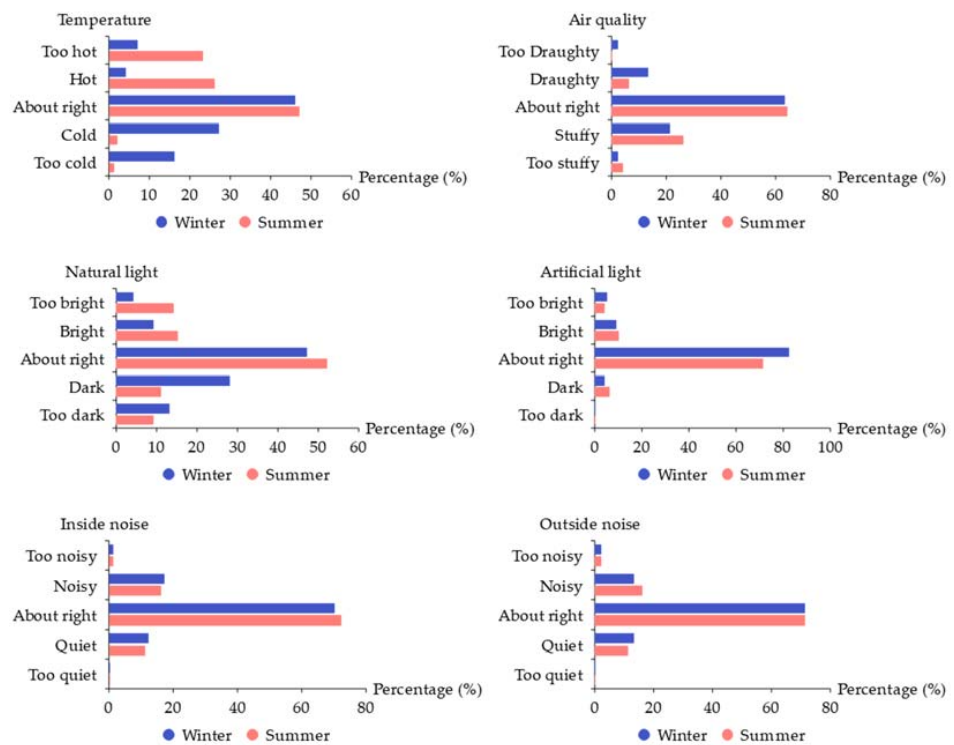 Temperature
Too hot
Hot
About right
Cold
Too cold
Percentage (%)
0 10 20 30 40 50 60
Winter Summer
Air quality
Too Draughty
Draughty
About right
Stuffy
Too stuffy
Percentage (%)
0 20 40 60 80
Winter Summer
Natural light
Too bright
Bright
About right
Dark
Too dark
Percentage (%)
0 10 20 30 40 50 60
Winter Summer
Artificial light
Too bright
Bright
About right
Dark
Too dark
Percentage (%)
0 20 40 60 80 100
Winter Summer
Inside noise
Too noisy
Noisy
About right
Quiet
Too quiet
Percentage (%)
0 20 40 60 80
Winter Summer
Outside noise
Too noisy
Noisy
About right
Quiet
Too quiet
Percentage (%)
0 20 40 60 80
Winter Summer